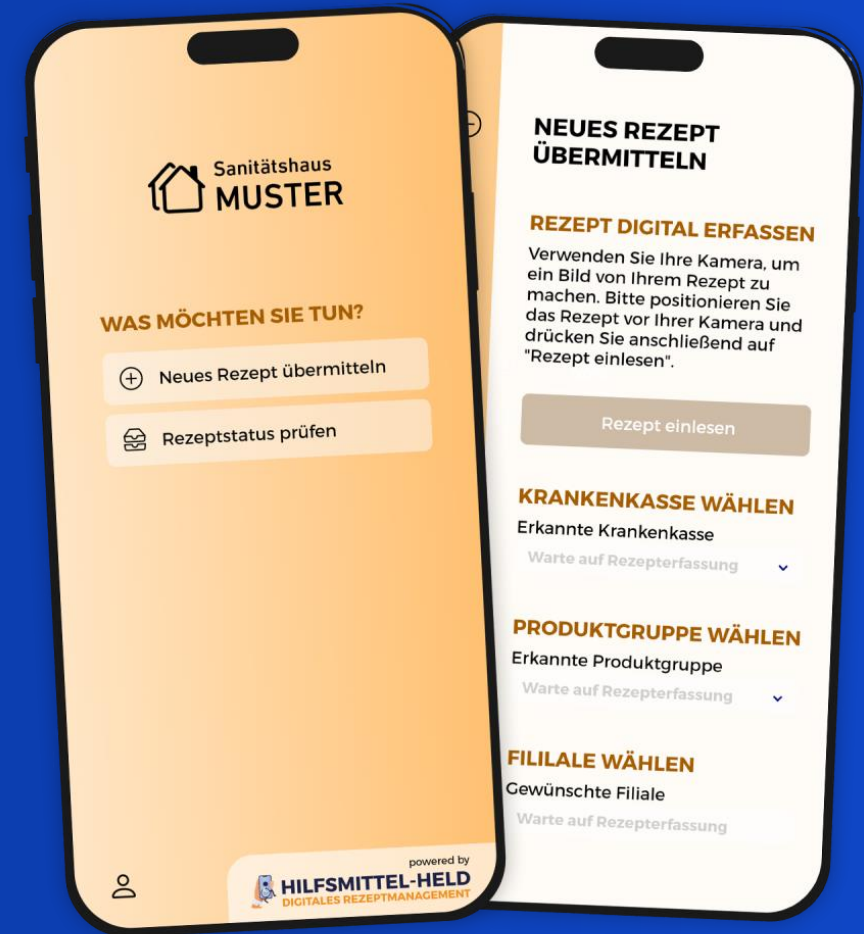 Sanitätshaus
MUSTER
WAS MÖCHTEN SIE TUN?
Neues Rezept übermitteln
Rezeptstatus prüfen
powered by
HILFSMITTEL-HELD
DIGITALES REZEPTMANAGEMENT
NEUES REZEPT
ÜBERMITTELN
REZEPT DIGITAL ERFASSEN
Verwenden Sie Ihre Kamera, um
ein Bild von Ihrem Rezept zu
machen. Bitte positionieren Sie
das Rezept vor Ihrer Kamera und
drücken Sie anschließend auf
"Rezept einlesen".
Rezept einlesen
KRANKENKASSE WÄHLEN
Erkannte Krankenkasse
Warte auf Rezepterfassung
PRODUKTGRUPPE WÄHLEN
Erkannte Produktgruppe
Warte auf Rezepterfassung
FILILALE WÄHLEN
Gewünschte Filiale
Warte auf Rezepterfassung